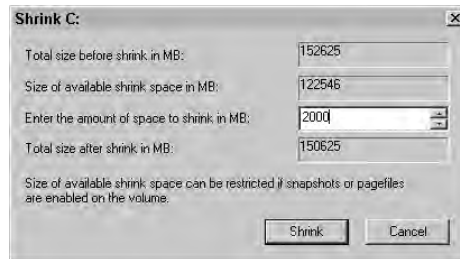 Shrink C:
Total size before shrink in MB: 152625
Size of available shrink space in MB: 122546
Enter the amount of space to shrink in MB: 2000
Total size after shrink in MB: 150625
Size of available shrink space can be restricted if snapshots or pagefiles
are enabled on the volume.
Shrink Cancel